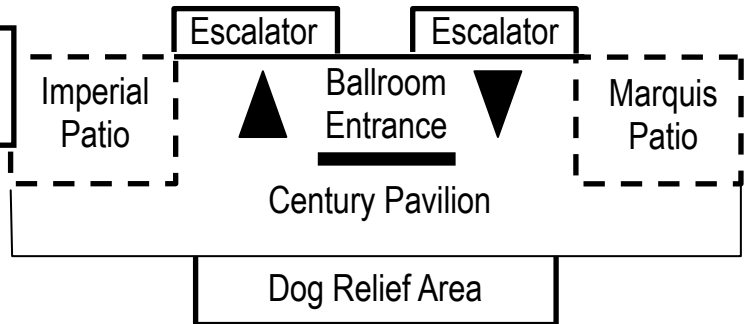 Escalator
Escalator
Imperial
Patio
Ballroom
Entrance
Marquis
Patio
Century Pavilion
Dog Relief Area